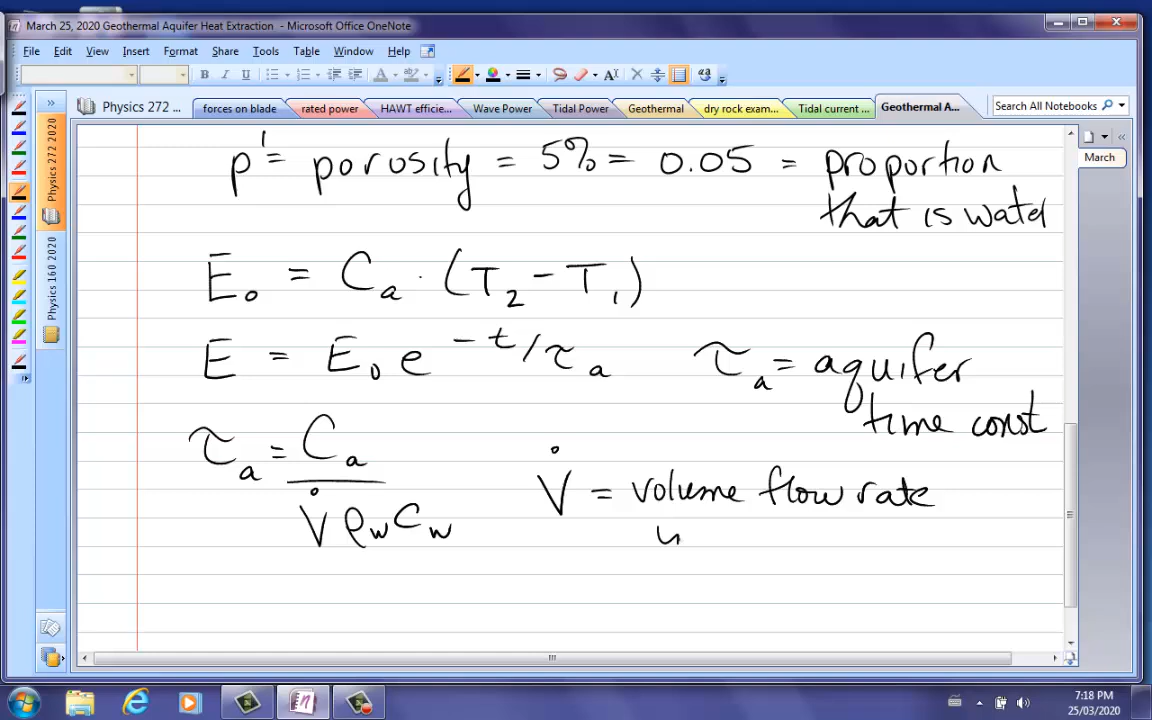 March 25, 2020 Geothermal Aquifer Heat Extraction - Microsoft Office OneNote
File Edit View Insert Format Share Tools Table Window Help
Physics 272 ... forces on blade rated power HAWT efficie... Wave Power Tidal Power Geothermal dry rock exam... Tidal current ... Geothermal A... Search All Notebooks
March
Physics 272 2020
Physics 160 2020
p' = porosity = 5% = 0.05 = proportion
that is water
E₀ = Cₐ · (T₂ - T₁)
E = E₀ e^(-t/τₐ) τₐ = aquifer
time const
τₐ = Cₐ / (V̇ ρ_w c_w) V̇ = volume flow rate
7:18 PM
25/03/2020